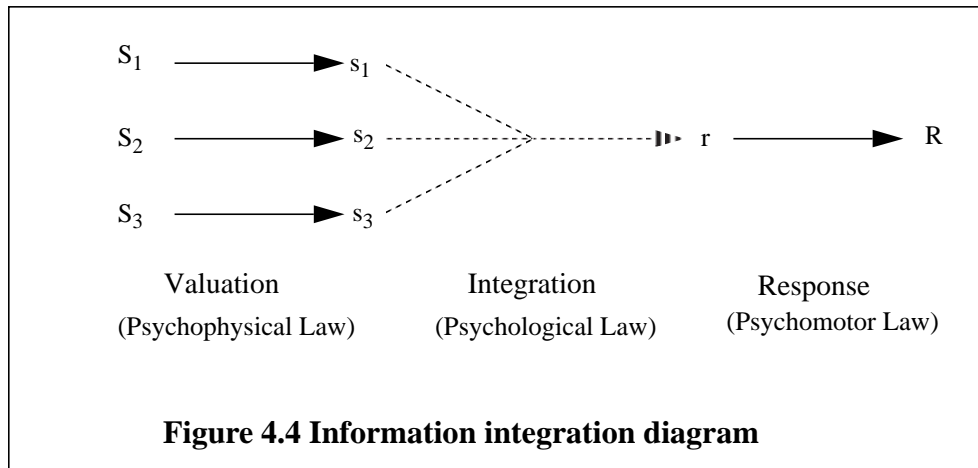 S1 s1
S2 s2 r R
S3 s3
Valuation Integration Response
(Psychophysical Law) (Psychological Law) (Psychomotor Law)
Figure 4.4 Information integration diagram